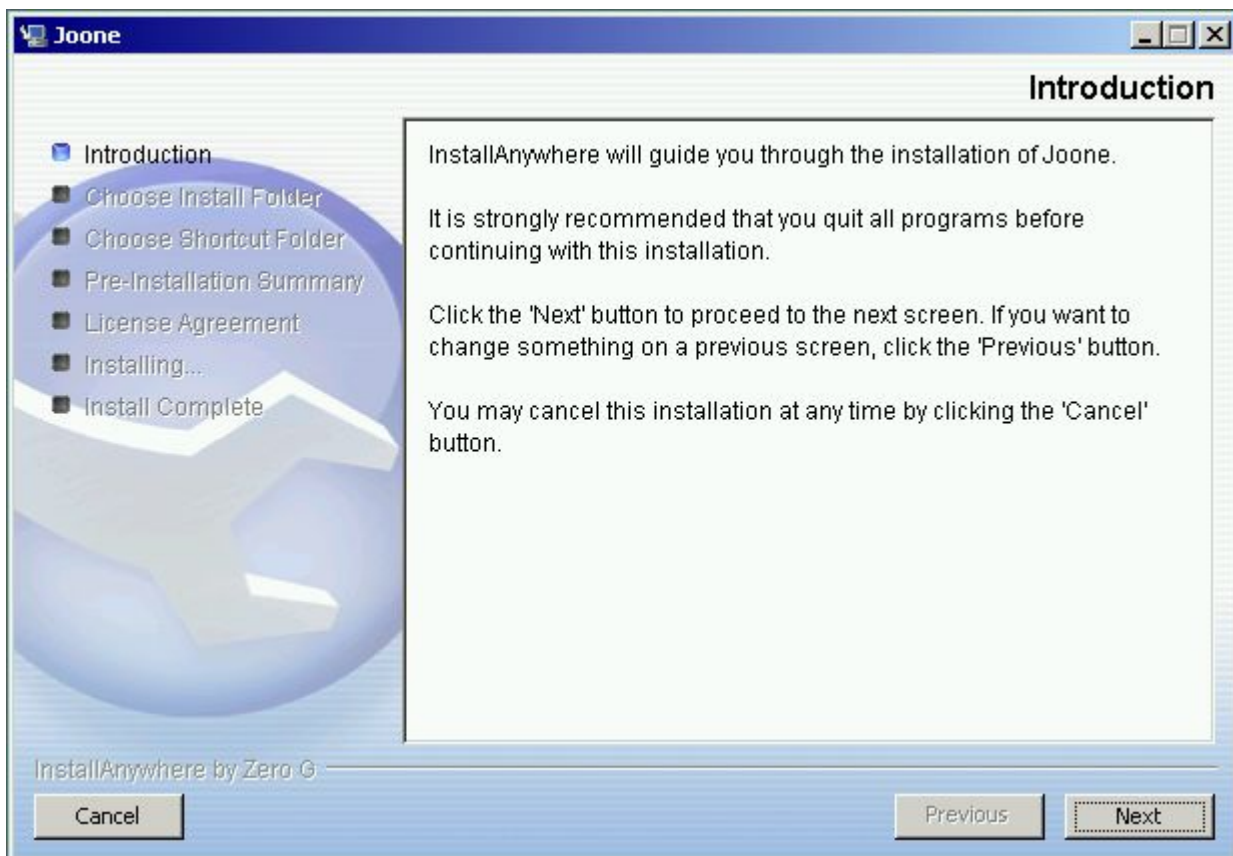 Joone
Introduction
Introduction
Choose Install Folder
Choose Shortcut Folder
Pre-Installation Summary
License Agreement
Installing...
Install Complete
InstallAnywhere will guide you through the installation of Joone.
It is strongly recommended that you quit all programs before
continuing with this installation.
Click the 'Next' button to proceed to the next screen. If you want to
change something on a previous screen, click the 'Previous' button.
You may cancel this installation at any time by clicking the 'Cancel'
button.
InstallAnywhere by Zero G
Cancel
Previous
Next